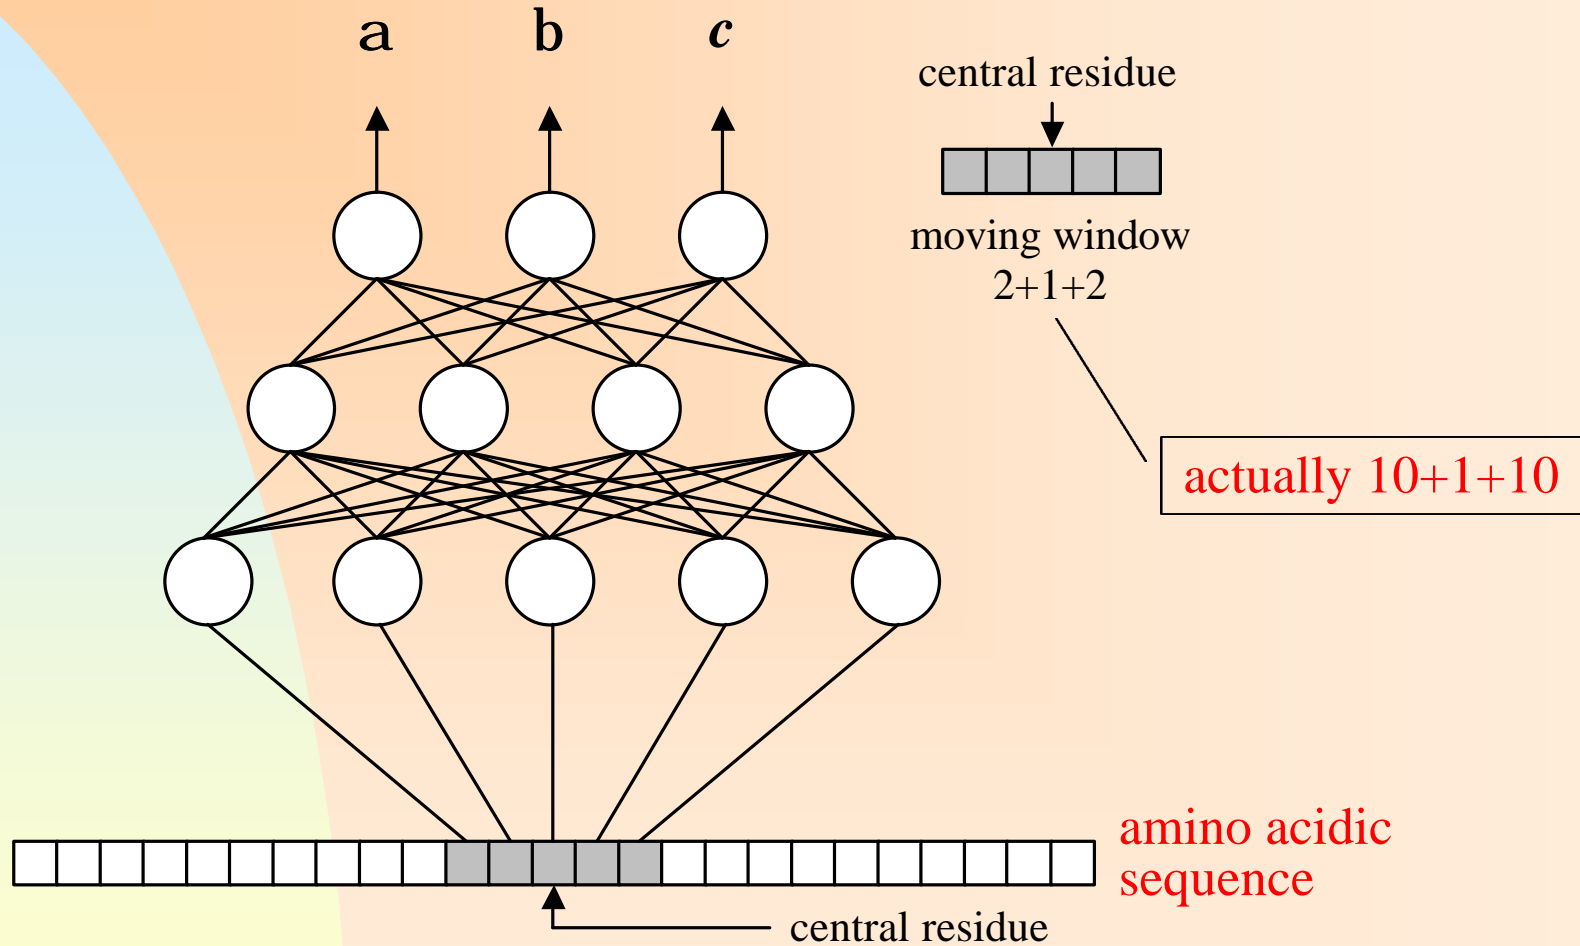 a b c
central residue
moving window
2+1+2
actually 10+1+10
amino acidic
sequence
central residue